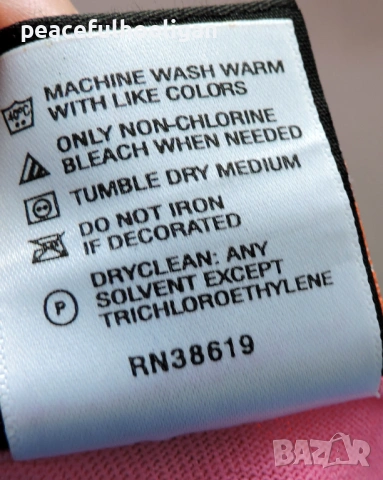 peacefulhooligan
MACHINE WASH WARM
WITH LIKE COLORS
40°C
ONLY NON-CHLORINE
BLEACH WHEN NEEDED
TUMBLE DRY MEDIUM
DO NOT IRON
IF DECORATED
DRYCLEAN: ANY
SOLVENT EXCEPT
TRICHLOROETHYLENE
P
RN38619
BAZAR